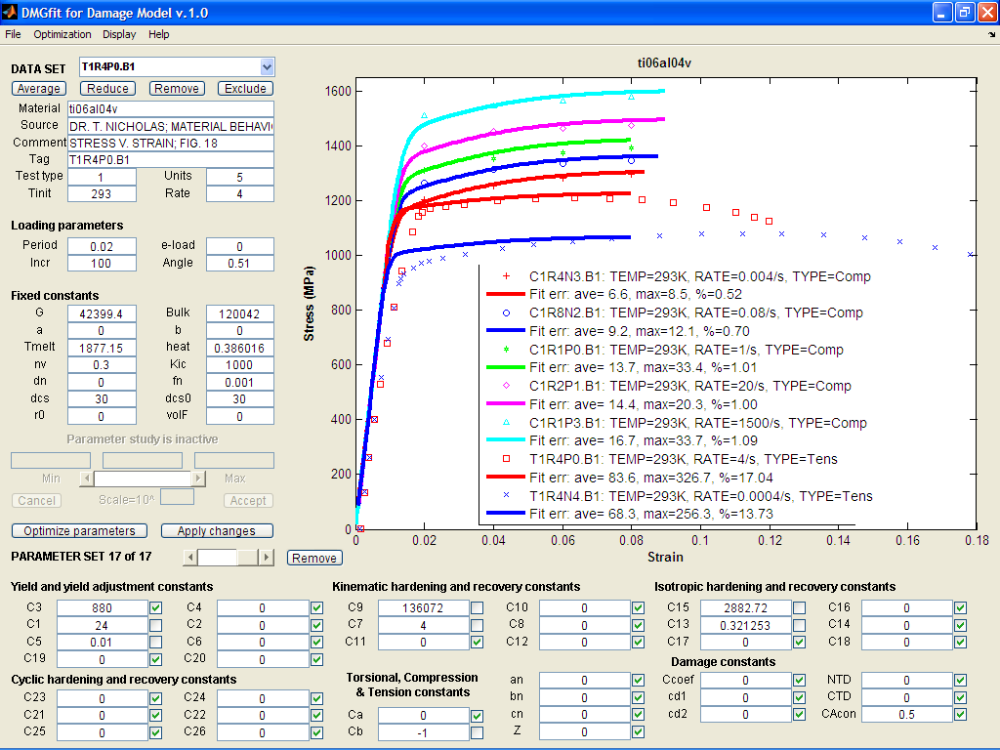 DMGfit for Damage Model v.1.0
File Optimization Display Help
DATA SET T1R4P0.B1
Average Reduce Remove Exclude
Material ti06al04v
Source DR. T. NICHOLAS; MATERIAL BEHAVI
Comment STRESS V. STRAIN; FIG. 18
Tag T1R4P0.B1
Test type 1 Units 5
Tinit 293 Rate 4
Loading parameters
Period 0.02 e-load 0
Incr 100 Angle 0.51
Fixed constants
G 42399.4 Bulk 120042
a 0 b 0
Tmelt 1877.15 heat 0.386016
nv 0.3 Kic 1000
dn 0 fn 0.001
dcs 30 dcs0 30
r0 0 volF 0
Parameter study is inactive
Min Max
Cancel Scale=10^ Accept
Optimize parameters Apply changes
PARAMETER SET 17 of 17 Remove
ti06al04v
Stress (MPa)
1600
1400
1200
1000
800
600
400
200
0
0 0.02 0.04 0.06 0.08 0.1 0.12 0.14 0.16 0.18
Strain
C1R4N3.B1: TEMP=293K, RATE=0.004/s, TYPE=Comp
Fit err: ave= 6.6, max=8.5, %=0.52
C1R8N2.B1: TEMP=293K, RATE=0.08/s, TYPE=Comp
Fit err: ave= 9.2, max=12.1, %=0.70
C1R1P0.B1: TEMP=293K, RATE=1/s, TYPE=Comp
Fit err: ave= 13.7, max=33.4, %=1.01
C1R2P1.B1: TEMP=293K, RATE=20/s, TYPE=Comp
Fit err: ave= 14.4, max=20.3, %=1.00
C1R1P3.B1: TEMP=293K, RATE=1500/s, TYPE=Comp
Fit err: ave= 16.7, max=33.7, %=1.09
T1R4P0.B1: TEMP=293K, RATE=4/s, TYPE=Tens
Fit err: ave= 83.6, max=326.7, %=17.04
T1R4N4.B1: TEMP=293K, RATE=0.0004/s, TYPE=Tens
Fit err: ave= 68.3, max=256.3, %=13.73
Yield and yield adjustment constants
C3 880 C4 0
C1 24 C2 0
C5 0.01 C6 0
C19 0 C20 0
Cyclic hardening and recovery constants
C23 0 C24 0
C21 0 C22 0
C25 0 C26 0
Kinematic hardening and recovery constants
C9 136072 C10 0
C7 4 C8 0
C11 0 C12 0
Torsional, Compression
& Tension constants
Ca 0
Cb -1
an 0
bn 0
cn 0
Z 0
Isotropic hardening and recovery constants
C15 2882.72 C16 0
C13 0.321253 C14 0
C17 0 C18 0
Damage constants
Ccoef 0 NTD 0
cd1 0 CTD 0
cd2 0 CAcon 0.5